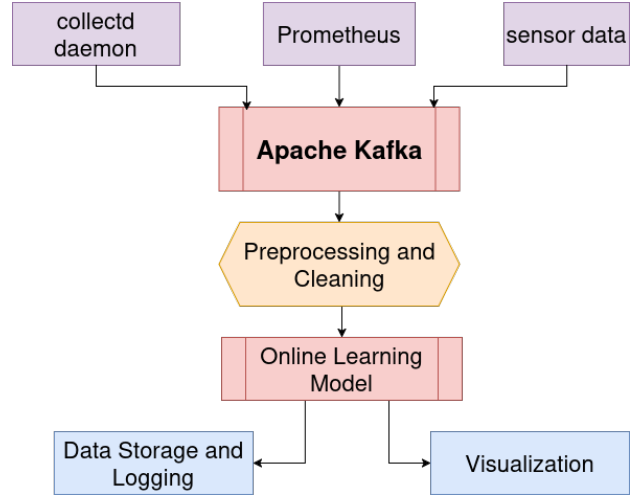 collectd
daemon
Prometheus
sensor data
Apache Kafka
Preprocessing and
Cleaning
Online Learning
Model
Data Storage and
Logging
Visualization